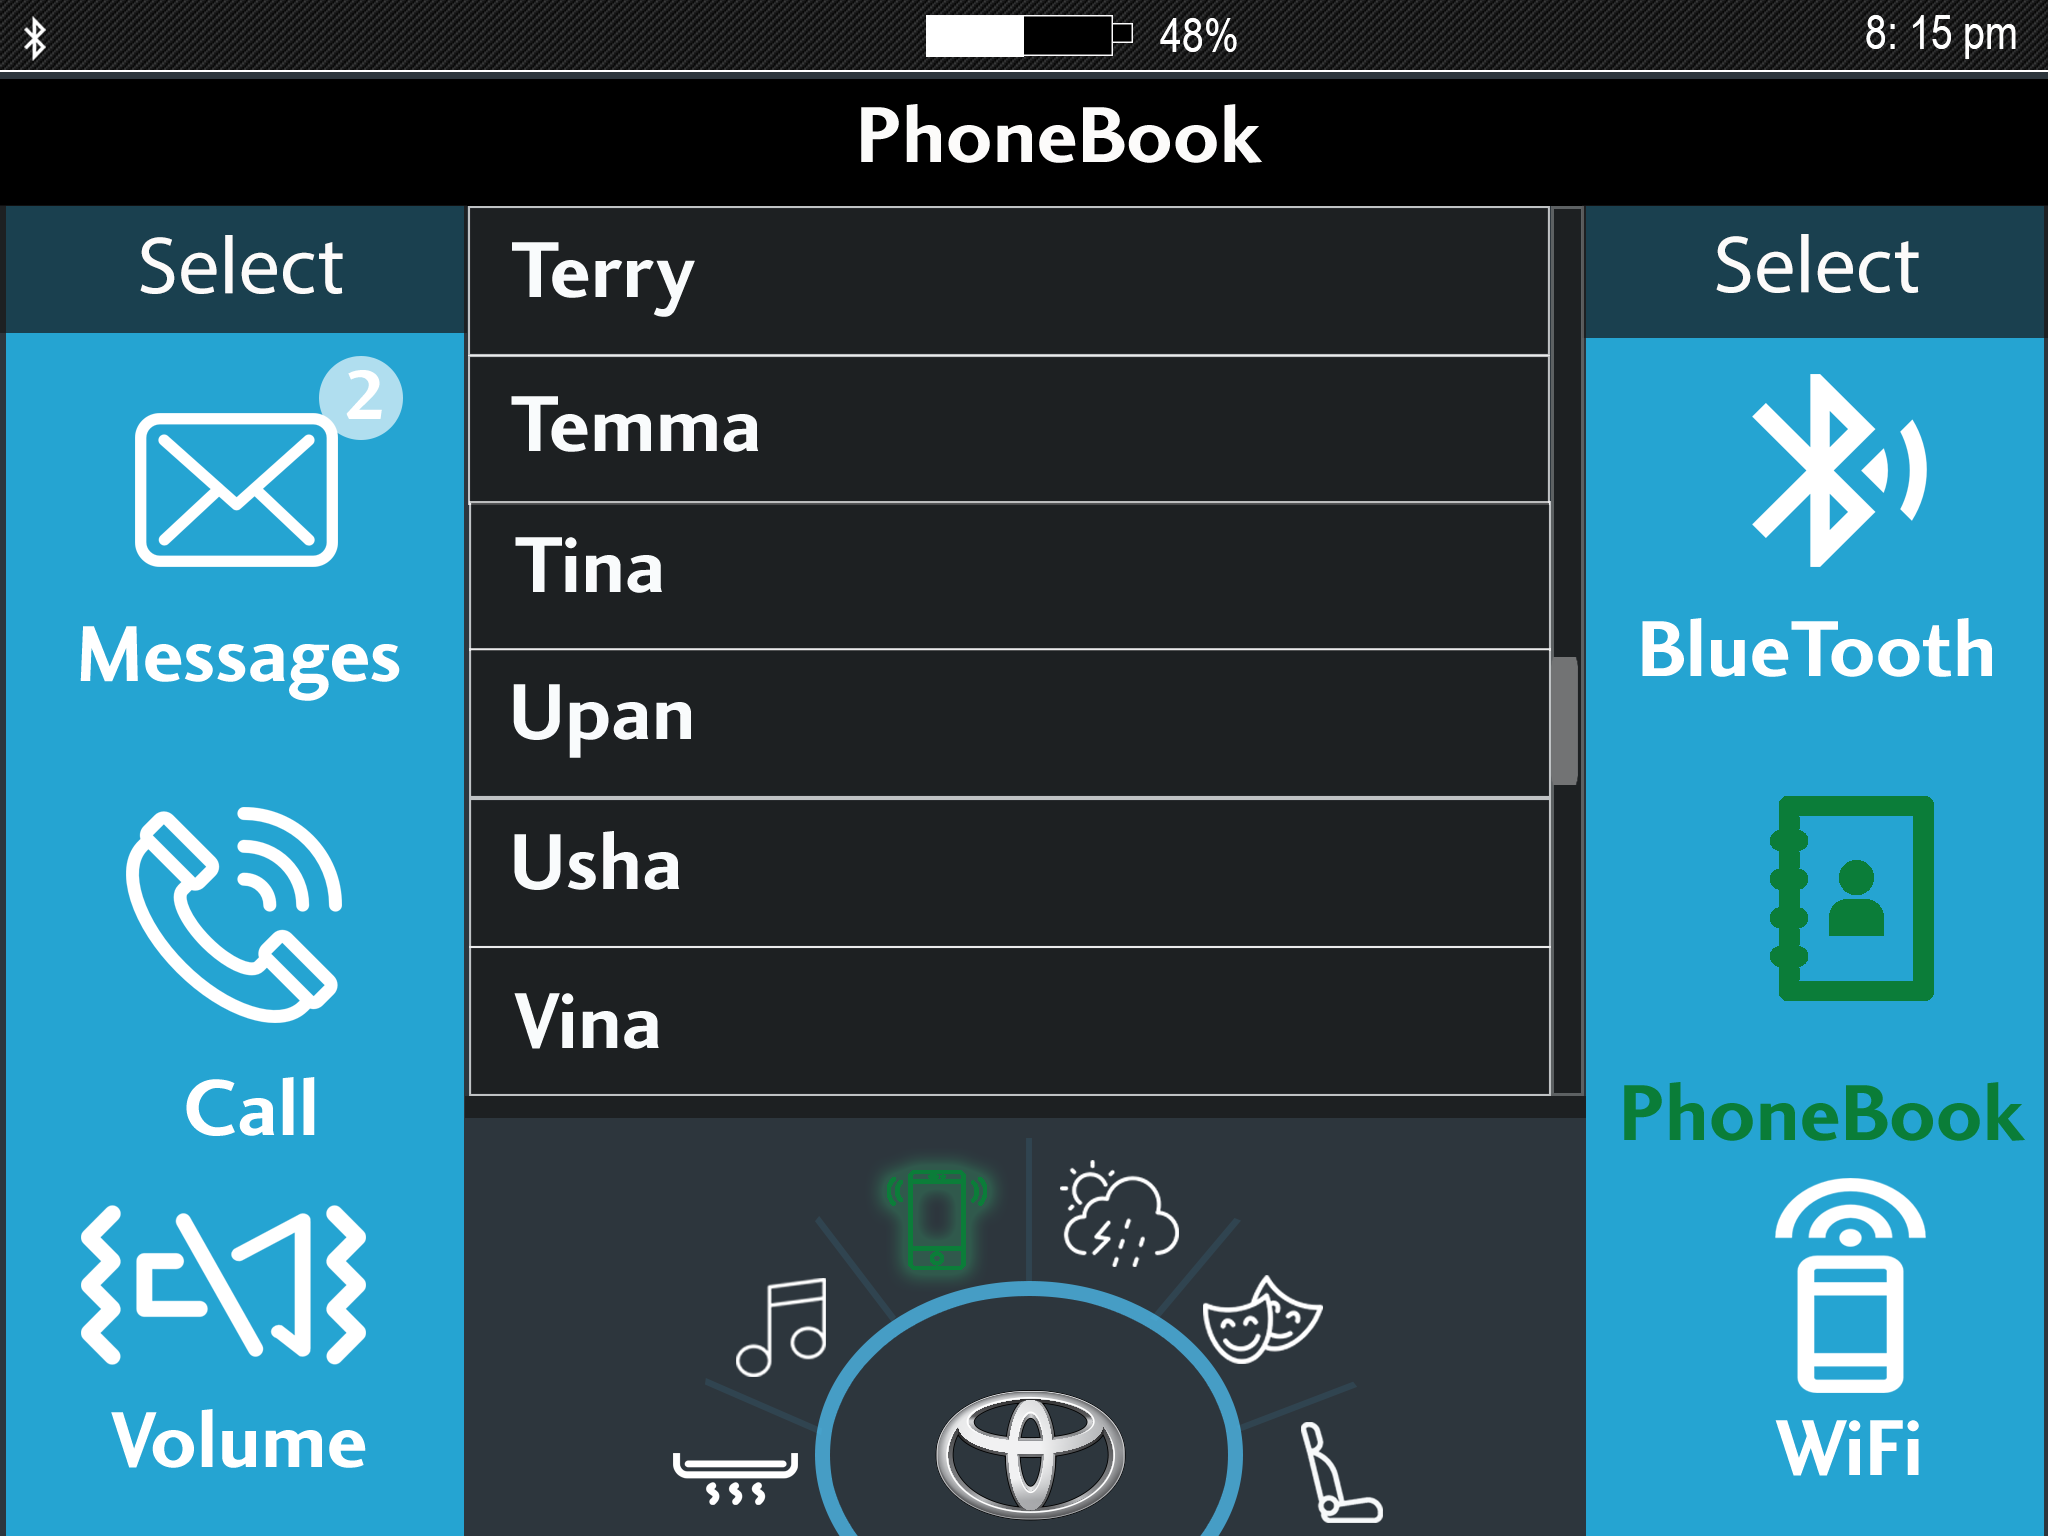 48%
8: 15 pm
PhoneBook
Select
2
Messages
Call
Volume
Terry
Temma
Tina
Upan
Usha
Vina
Select
BlueTooth
PhoneBook
WiFi